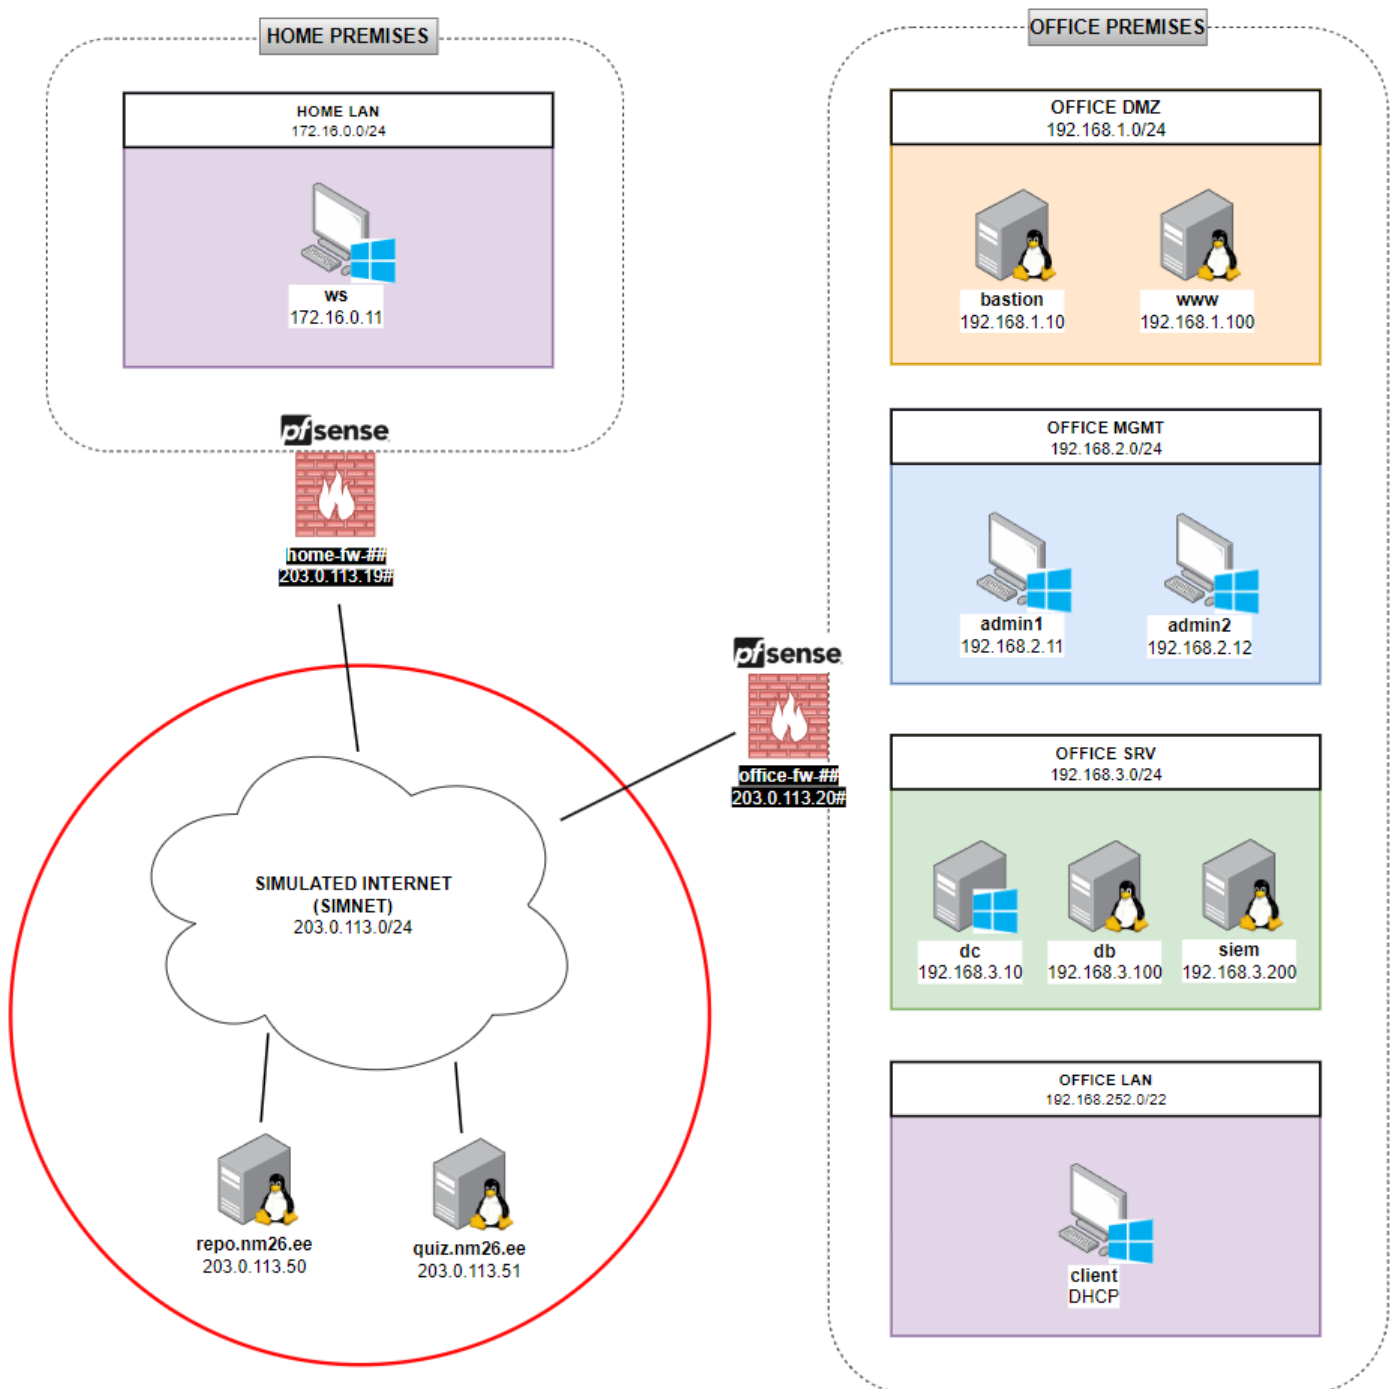 HOME PREMISES
HOME LAN
172.16.0.0/24
ws
172.16.0.11
pfsense
home-fw-##
203.0.113.19#
SIMULATED INTERNET
(SIMNET)
203.0.113.0/24
repo.nm26.ee
203.0.113.50
quiz.nm26.ee
203.0.113.51
pfsense
office-fw-##
203.0.113.20#
OFFICE PREMISES
OFFICE DMZ
192.168.1.0/24
bastion
192.168.1.10
www
192.168.1.100
OFFICE MGMT
192.168.2.0/24
admin1
192.168.2.11
admin2
192.168.2.12
OFFICE SRV
192.168.3.0/24
dc
192.168.3.10
db
192.168.3.100
siem
192.168.3.200
OFFICE LAN
192.168.252.0/22
client
DHCP